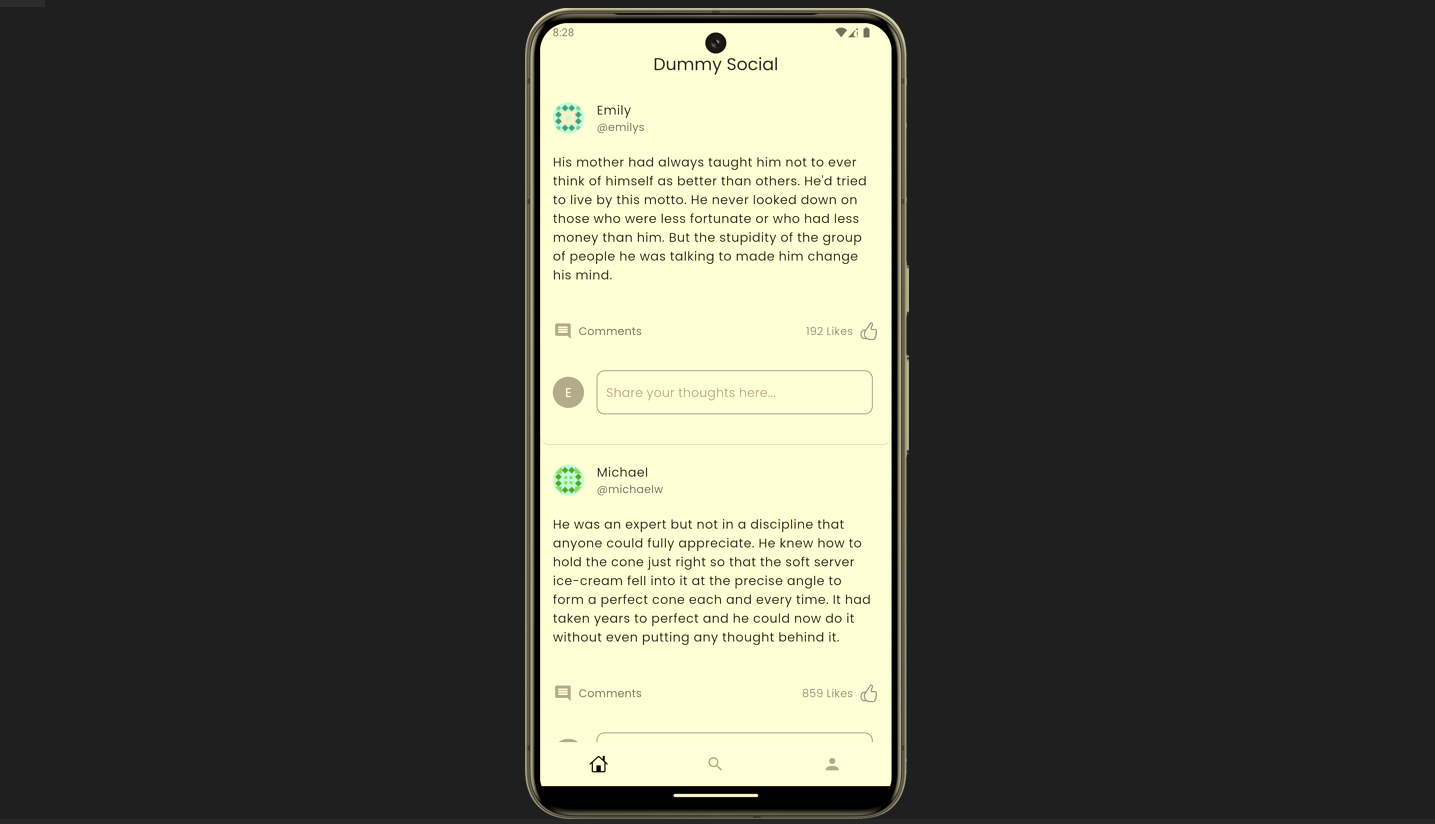 8:28
Dummy Social
Emily
@emilys
His mother had always taught him not to ever
think of himself as better than others. He'd tried
to live by this motto. He never looked down on
those who were less fortunate or who had less
money than him. But the stupidity of the group
of people he was talking to made him change
his mind.
Comments
192 Likes
E
Share your thoughts here...
Michael
@michaelw
He was an expert but not in a discipline that
anyone could fully appreciate. He knew how to
hold the cone just right so that the soft server
ice-cream fell into it at the precise angle to
form a perfect cone each and every time. It had
taken years to perfect and he could now do it
without even putting any thought behind it.
Comments
859 Likes